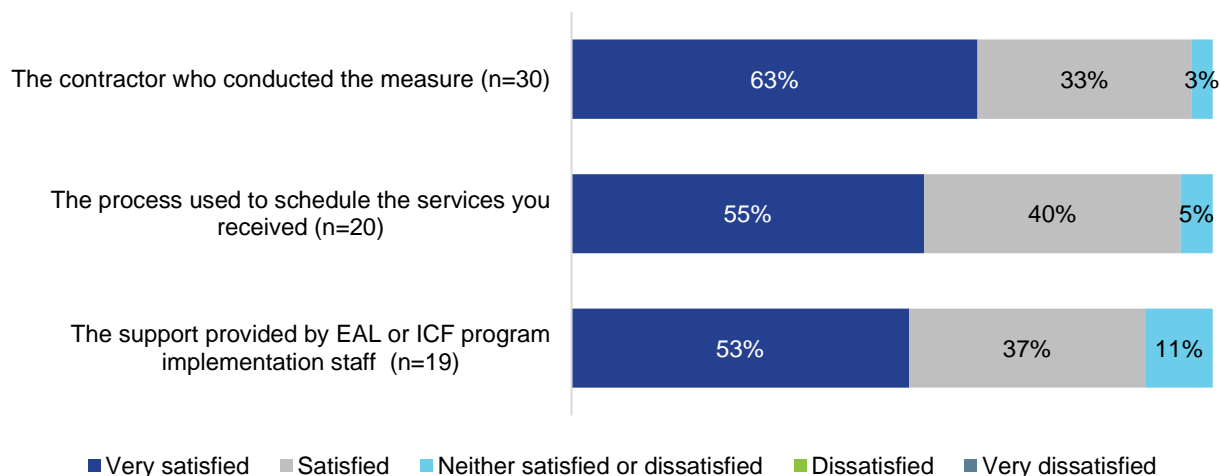 The contractor who conducted the measure (n=30)
63%
33%
3%
The process used to schedule the services you
received (n=20)
55%
40%
5%
The support provided by EAL or ICF program
implementation staff (n=19)
53%
37%
11%
Very satisfied
Satisfied
Neither satisfied or dissatisfied
Dissatisfied
Very dissatisfied